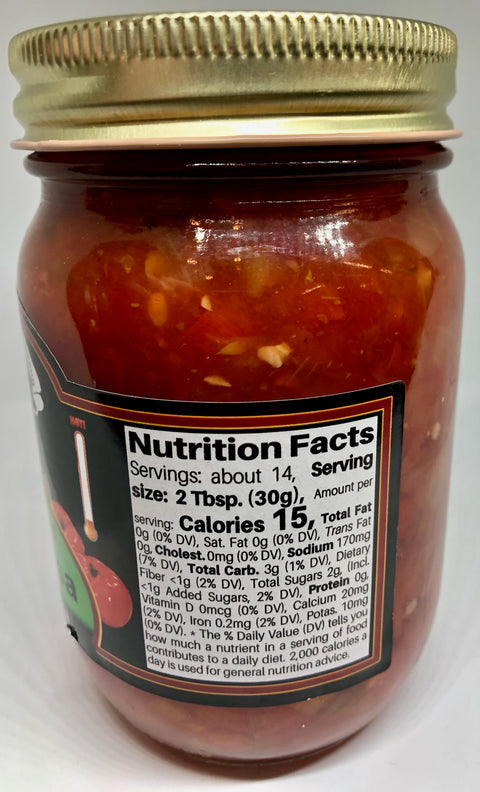 HOT!
Nutrition Facts
Servings: about 14, Serving
size: 2 Tbsp. (30g), Amount per
serving: Calories 15, Total Fat
0g (0% DV), Sat. Fat 0g (0% DV), Trans Fat
0g, Cholest. 0mg (0% DV), Sodium 170mg
(7% DV), Total Carb. 3g (1% DV), Dietary
Fiber <1g (2% DV), Total Sugars 2g, (Incl.
<1g Added Sugars, 2% DV), Protein 0g,
Vitamin D 0mcg (0% DV), Calcium 20mg
(2% DV), Iron 0.2mg (2% DV), Potas. 10mg
(0% DV). * The % Daily Value (DV) tells you
how much a nutrient in a serving of food
contributes to a daily diet. 2,000 calories a
day is used for general nutrition advice.
a